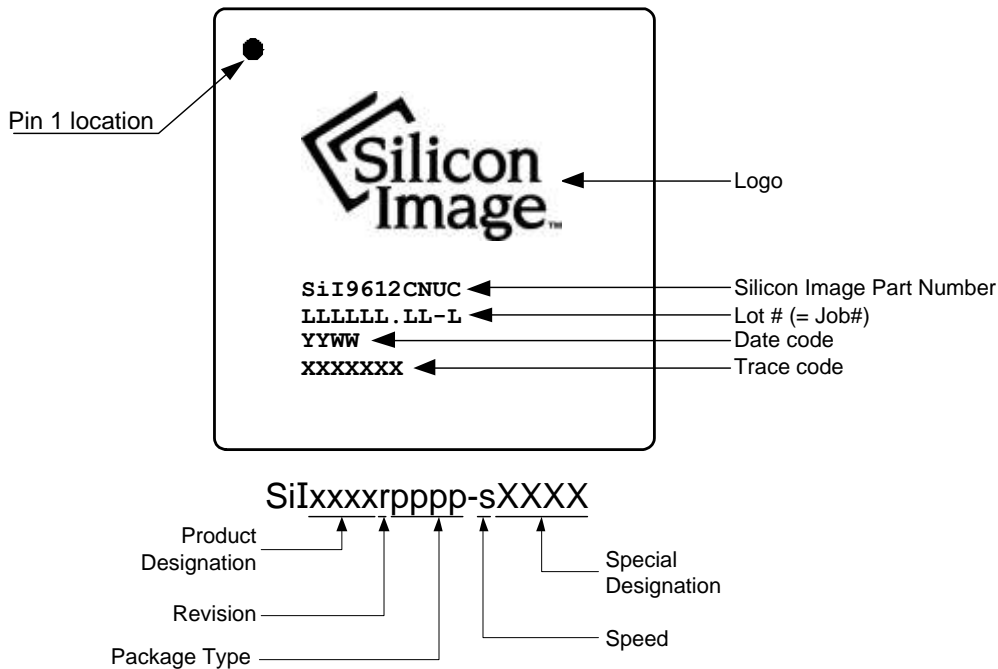 Pin 1 location
Silicon
Image™
Logo
SiI9612CNUC
Silicon Image Part Number
LLLLLL.LL-L
Lot # (= Job#)
YYWW
Date code
XXXXXXX
Trace code
SiIxxxxrpppp-sXXXX
Product
Designation
Special
Designation
Revision
Speed
Package Type